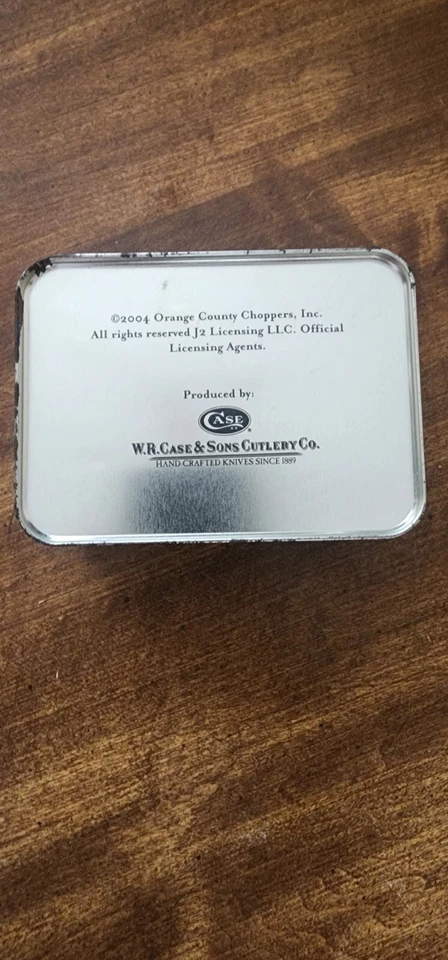 ©2004 Orange County Choppers, Inc.
All rights reserved J2 Licensing LLC. Official
Licensing Agents.
Produced by:
CASE
W.R. CASE & SONS CUTLERY CO.
HAND CRAFTED KNIVES SINCE 1889